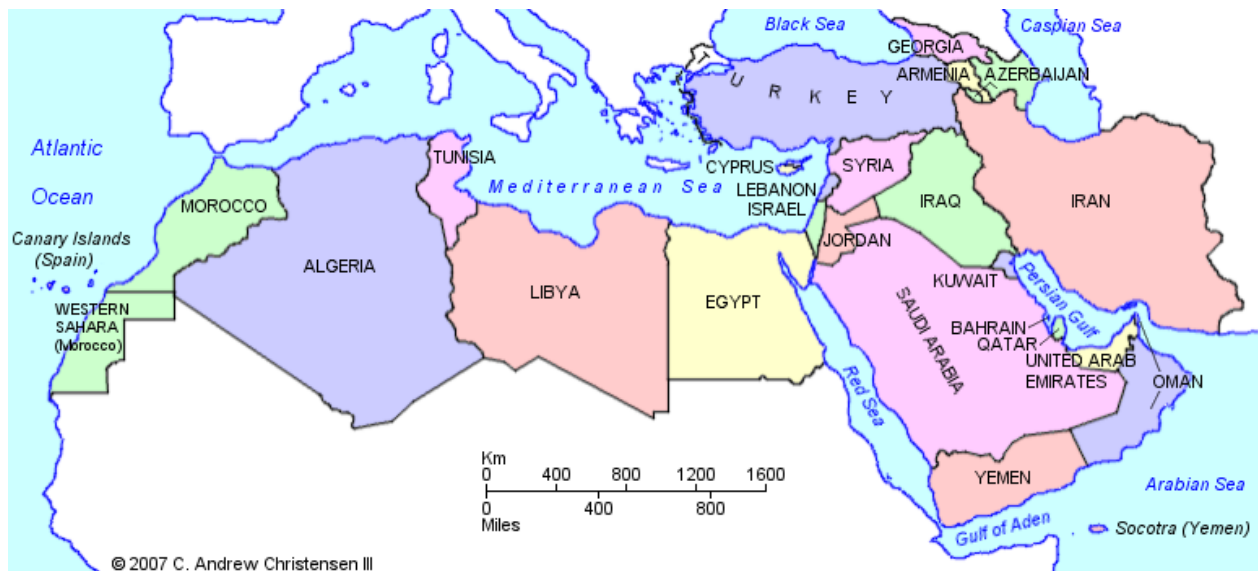 Black Sea
Caspian Sea
GEORGIA
ARMENIA
AZERBAIJAN
TURKEY
Atlantic
Ocean
TUNISIA
CYPRUS
SYRIA
Mediterranean Sea
LEBANON
ISRAEL
IRAQ
IRAN
MOROCCO
Canary Islands
(Spain)
JORDAN
ALGERIA
LIBYA
EGYPT
KUWAIT
Persian Gulf
SAUDI ARABIA
WESTERN
SAHARA
(Morocco)
BAHRAIN
QATAR
UNITED ARAB
EMIRATES
OMAN
Red Sea
Km
0 400 800 1200 1600
0 400 800
Miles
YEMEN
Arabian Sea
Gulf of Aden
Socotra (Yemen)
© 2007 C. Andrew Christensen III